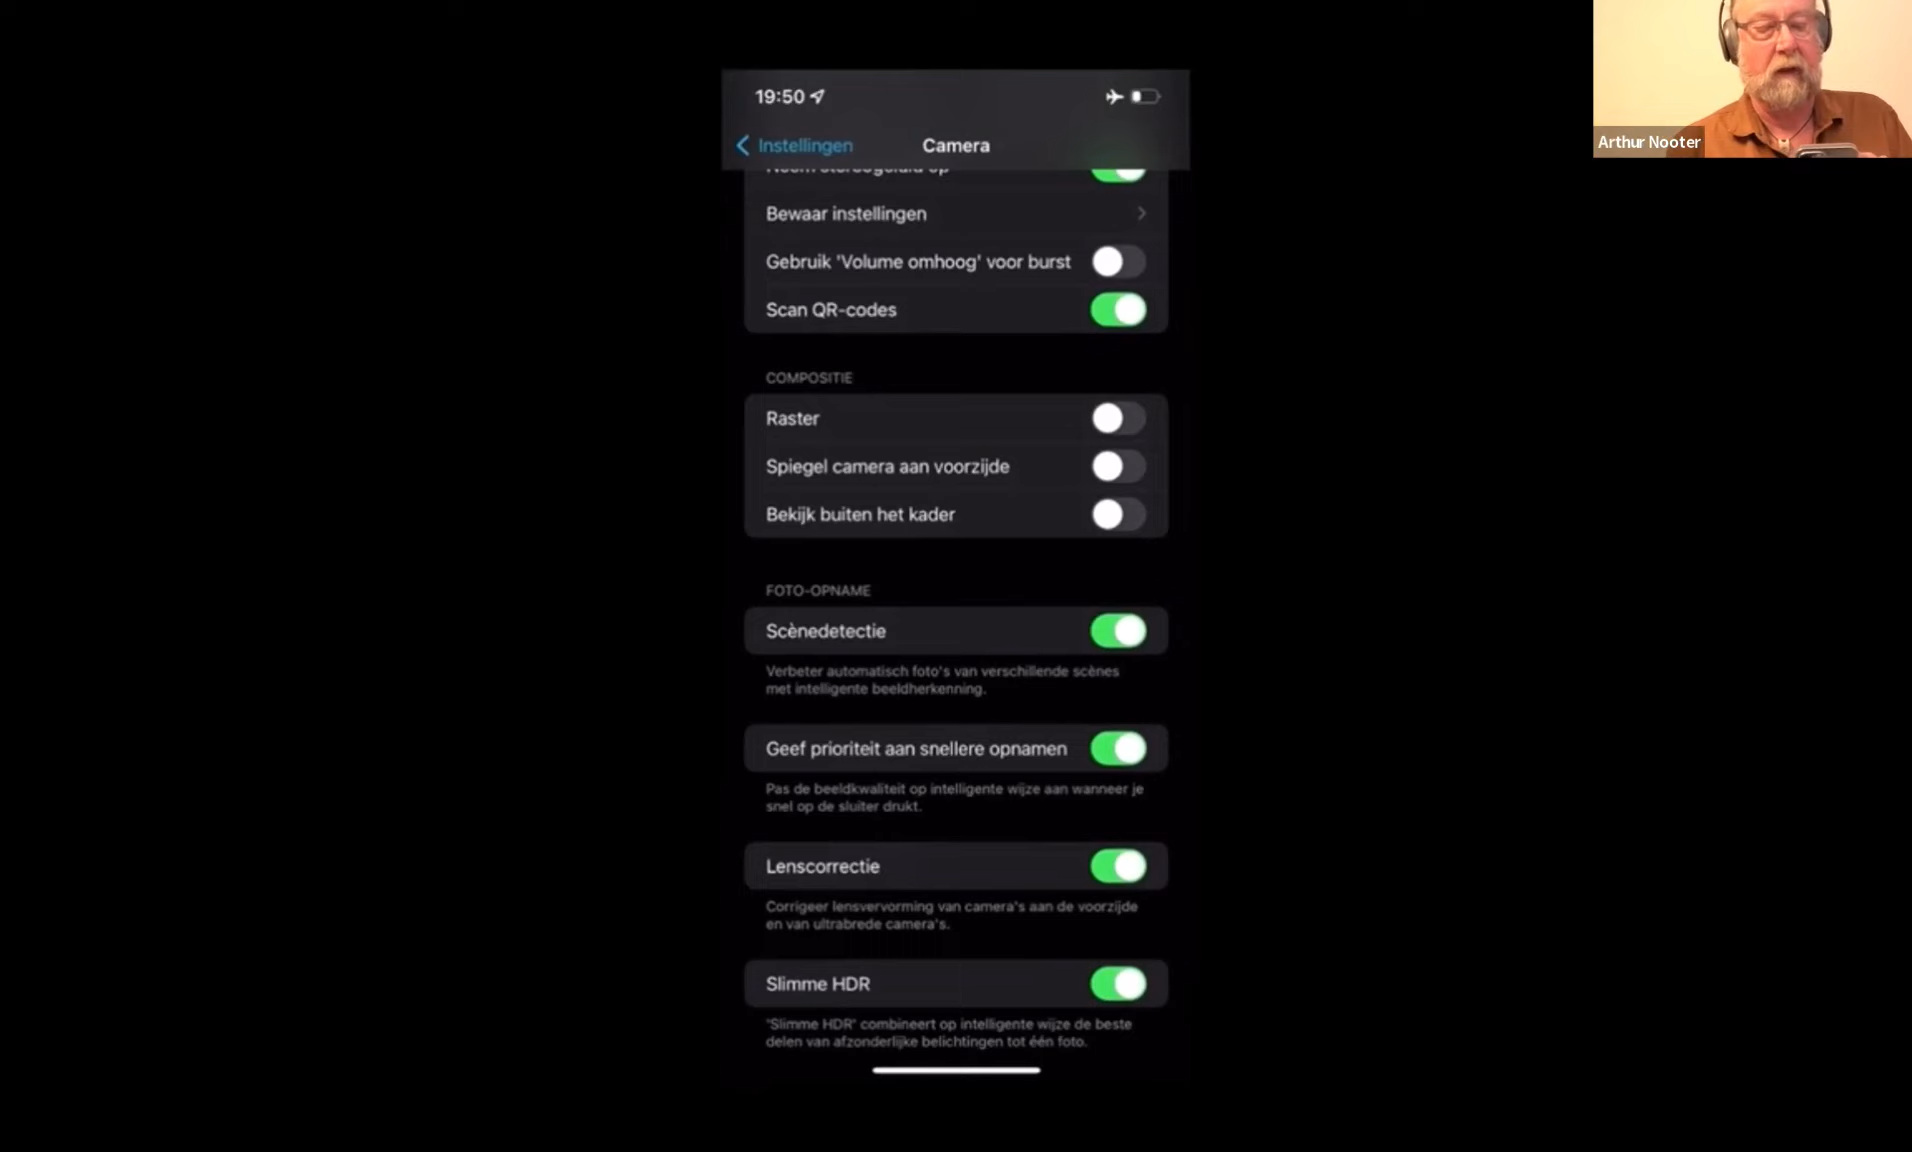 19:50
Instellingen
Camera
Neem stereogeluid op
Bewaar instellingen
Gebruik 'Volume omhoog' voor burst
Scan QR-codes
COMPOSITIE
Raster
Spiegel camera aan voorzijde
Bekijk buiten het kader
FOTO-OPNAME
Scènedetectie
Verbeter automatisch foto's van verschillende scènes
met intelligente beeldherkenning.
Geef prioriteit aan snellere opnamen
Pas de beeldkwaliteit op intelligente wijze aan wanneer je
snel op de sluiter drukt.
Lenscorrectie
Corrigeer lensvervorming van camera's aan de voorzijde
en van ultrabrede camera's.
Slimme HDR
'Slimme HDR' combineert op intelligente wijze de beste
delen van afzonderlijke belichtingen tot één foto.
Arthur Nooter